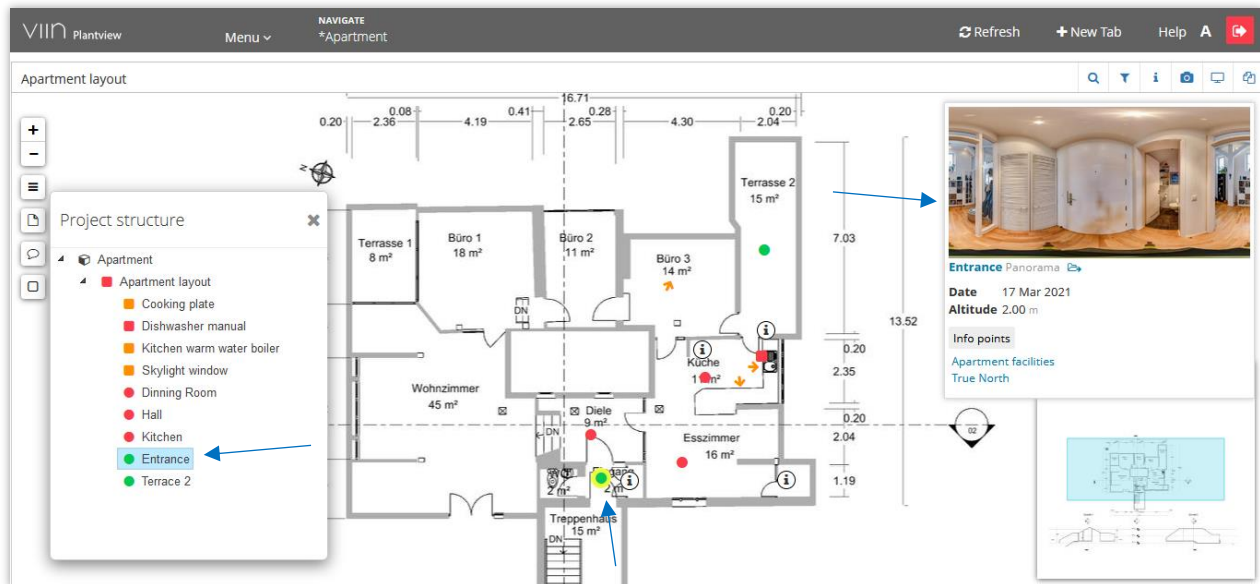 VIIN Plantview
Menu
NAVIGATE
*Apartment
Refresh
New Tab
Help A
Apartment layout
16.71
0.08 0.41 0.28 0.20
0.20 2.36 4.19 2.65 4.30 2.04
N
Project structure
Apartment
Apartment layout
Cooking plate
Dishwasher manual
Kitchen warm water boiler
Skylight window
Dinning Room
Hall
Kitchen
Entrance
Terrace 2
Terrasse 1
8 m²
Büro 1
18 m²
Büro 2
11 m²
Büro 3
14 m²
Terrasse 2
15 m²
DN
Küche
Wohnzimmer
45 m²
Diele
9 m²
DN
Esszimmer
16 m²
2 m²
2 m
Treppenhaus
15 m²
DN
7.03
13.52
0.20
2.35
0.20
2.04
1.19
02
Entrance Panorama
Date 17 Mar 2021
Altitude 2.00 m
Info points
Apartment facilities
True North